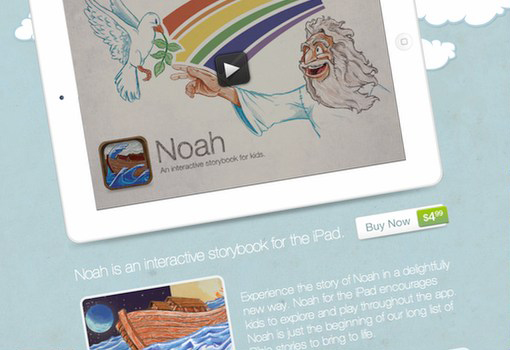 Noah
An interactive storybook for kids.
Buy Now $4.99
Noah is an interactive storybook for the iPad.
Experience the story of Noah in a delightfully
new way. Noah for the iPad encourages
kids to explore and play throughout the app
Noah is just the beginning of our long list of
Bible stories to bring to life.